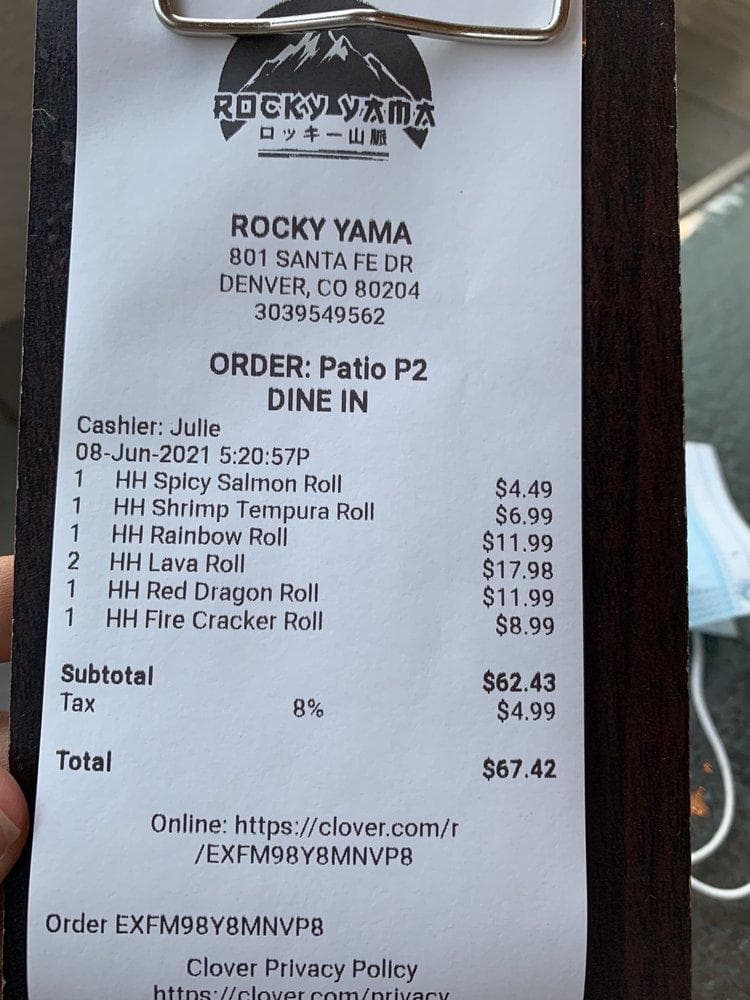 ROCKY YAMA
ロッキー山脈
ROCKY YAMA
801 SANTA FE DR
DENVER, CO 80204
3039549562
ORDER: Patio P2
DINE IN
Cashier: Julie
08-Jun-2021 5:20:57P
1 HH Spicy Salmon Roll $4.49
1 HH Shrimp Tempura Roll $6.99
1 HH Rainbow Roll $11.99
2 HH Lava Roll $17.98
1 HH Red Dragon Roll $11.99
1 HH Fire Cracker Roll $8.99
Subtotal $62.43
Tax 8% $4.99
Total $67.42
Online: https://clover.com/r
/EXFM98Y8MNVP8
Order EXFM98Y8MNVP8
Clover Privacy Policy
https://clover.com/privacy